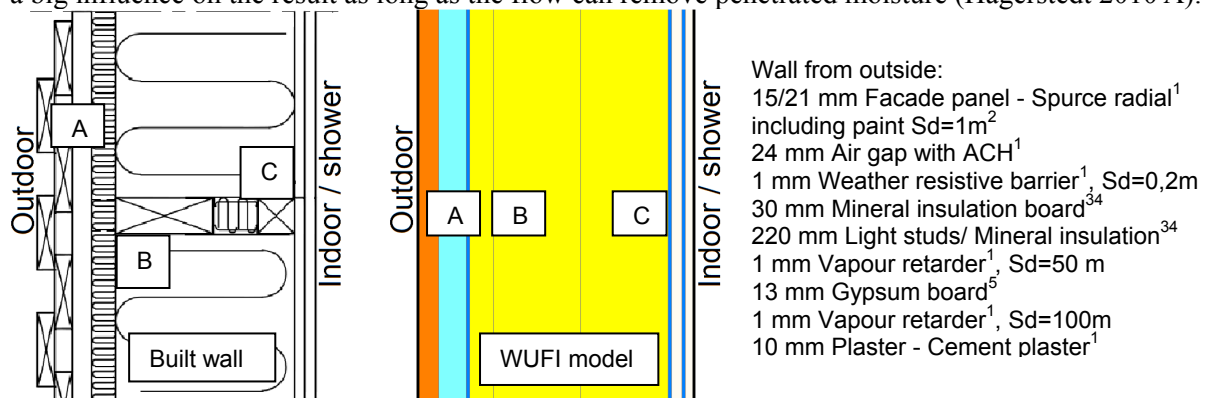 a big influence on the result as long as the flow can remove penetrated moisture (Hägerstedt 2010 A).
Outdoor
A
B
C
Indoor / shower
Built wall
Outdoor
A
B
C
Indoor / shower
WUFI model
Wall from outside:
15/21 mm Facade panel - Spurce radial¹
including paint Sd=1m²
24 mm Air gap with ACH¹
1 mm Weather resistive barrier¹, Sd=0,2m
30 mm Mineral insulation board³⁴
220 mm Light studs/ Mineral insulation³⁴
1 mm Vapour retarder¹, Sd=50 m
13 mm Gypsum board⁵
1 mm Vapour retarder¹, Sd=100m
10 mm Plaster - Cement plaster¹